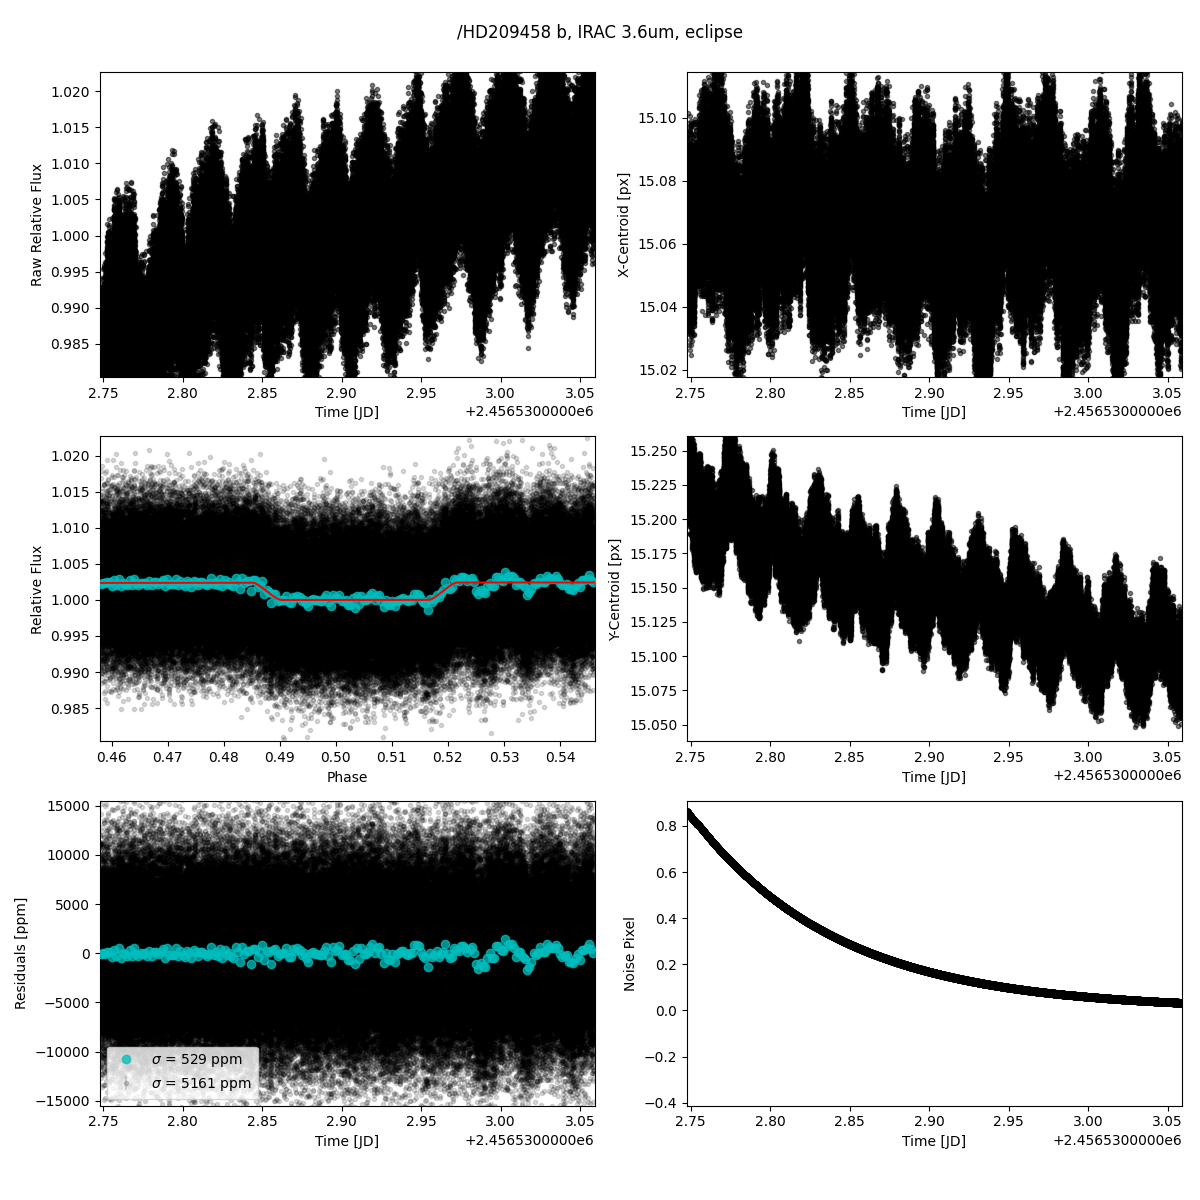 /HD209458 b, IRAC 3.6um, eclipse
Raw Relative Flux
1.020
1.015
1.010
1.005
1.000
0.995
0.990
0.985
2.75 2.80 2.85 2.90 2.95 3.00 3.05
Time [JD]
+2.4565300000e6
X-Centroid [px]
15.10
15.08
15.06
15.04
15.02
2.75 2.80 2.85 2.90 2.95 3.00 3.05
Time [JD]
+2.4565300000e6
Relative Flux
1.020
1.015
1.010
1.005
1.000
0.995
0.990
0.985
0.46 0.47 0.48 0.49 0.50 0.51 0.52 0.53 0.54
Phase
Y-Centroid [px]
15.250
15.225
15.200
15.175
15.150
15.125
15.100
15.075
15.050
2.75 2.80 2.85 2.90 2.95 3.00 3.05
Time [JD]
+2.4565300000e6
Residuals [ppm]
15000
10000
5000
0
−5000
−10000
−15000
σ = 529 ppm
σ = 5161 ppm
2.75 2.80 2.85 2.90 2.95 3.00 3.05
Time [JD]
+2.4565300000e6
Noise Pixel
0.8
0.6
0.4
0.2
0.0
−0.2
−0.4
2.75 2.80 2.85 2.90 2.95 3.00 3.05
Time [JD]
+2.4565300000e6